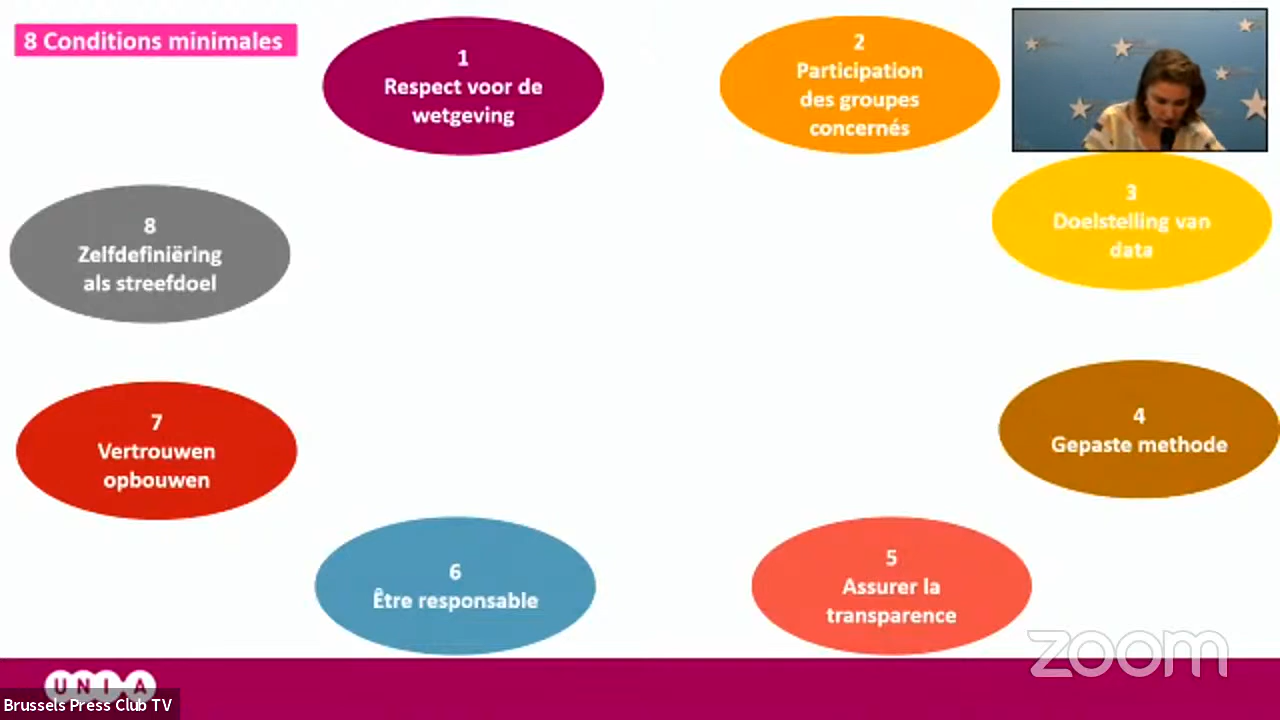 8 Conditions minimales
1
Respect voor de
wetgeving
2
Participation
des groupes
concernés
3
Doelstelling van
data
4
Gepaste methode
5
Assurer la
transparence
6
Être responsable
7
Vertrouwen
opbouwen
8
Zelfdefiniëring
als streefdoel
zoom
UNIA
Brussels Press Club TV